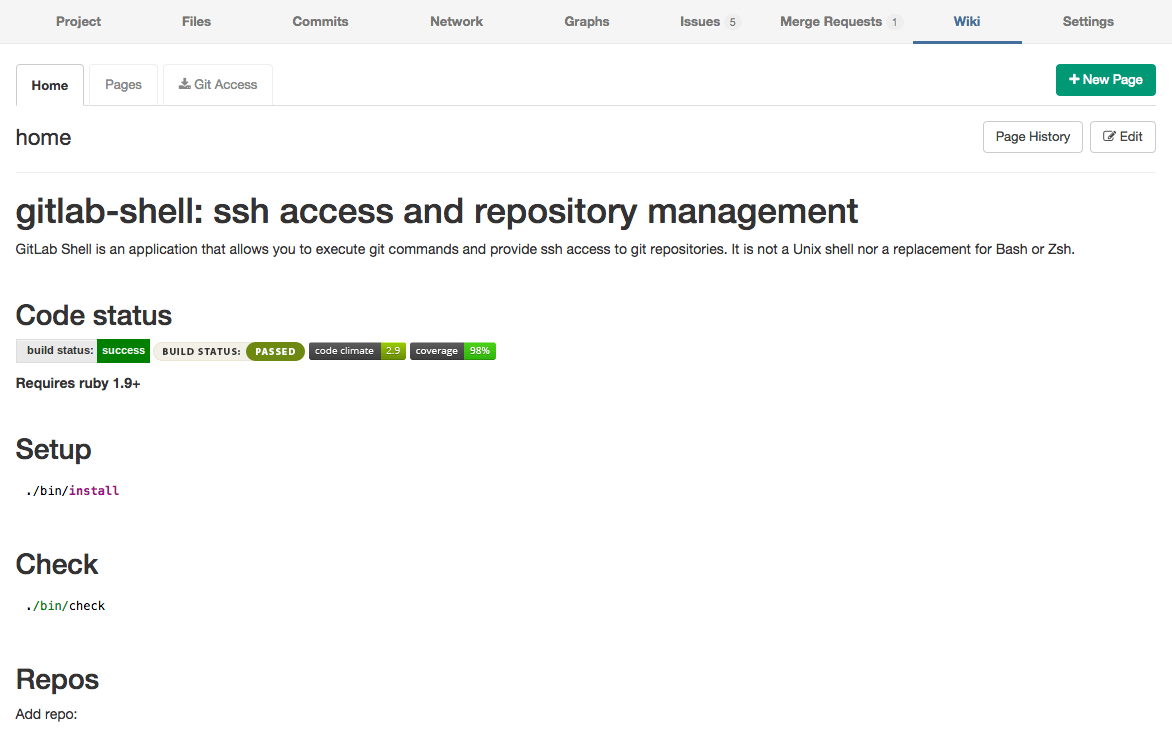 Project Files Commits Network Graphs Issues 5 Merge Requests 1 Wiki Settings
Home Pages Git Access + New Page
home Page History Edit
gitlab-shell: ssh access and repository management
GitLab Shell is an application that allows you to execute git commands and provide ssh access to git repositories. It is not a Unix shell nor a replacement for Bash or Zsh.
Code status
build status: success BUILD STATUS: PASSED code climate 2.9 coverage 98%
Requires ruby 1.9+
Setup
./bin/install
Check
./bin/check
Repos
Add repo: